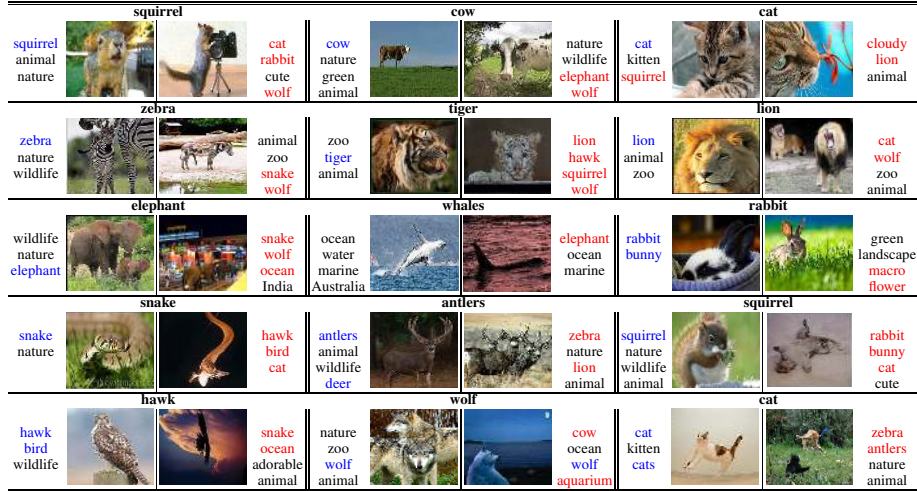 squirrel
cow
cat
squirrel
animal
nature
cat
rabbit
cute
wolf
cow
nature
green
animal
nature
wildlife
elephant
wolf
cat
kitten
squirrel
cloudy
lion
animal
zebra
tiger
lion
zebra
nature
wildlife
animal
zoo
snake
wolf
zoo
tiger
animal
lion
hawk
squirrel
wolf
lion
animal
zoo
cat
wolf
zoo
animal
elephant
whales
rabbit
wildlife
nature
elephant
snake
wolf
ocean
India
ocean
water
marine
Australia
elephant
ocean
marine
rabbit
bunny
green
landscape
macro
flower
snake
antlers
squirrel
snake
nature
hawk
bird
cat
antlers
animal
wildlife
deer
zebra
nature
lion
animal
squirrel
nature
wildlife
animal
rabbit
bunny
cat
cute
hawk
wolf
cat
hawk
bird
wildlife
snake
ocean
adorable
animal
nature
zoo
wolf
animal
cow
ocean
wolf
aquarium
cat
kitten
cats
zebra
antlers
nature
animal